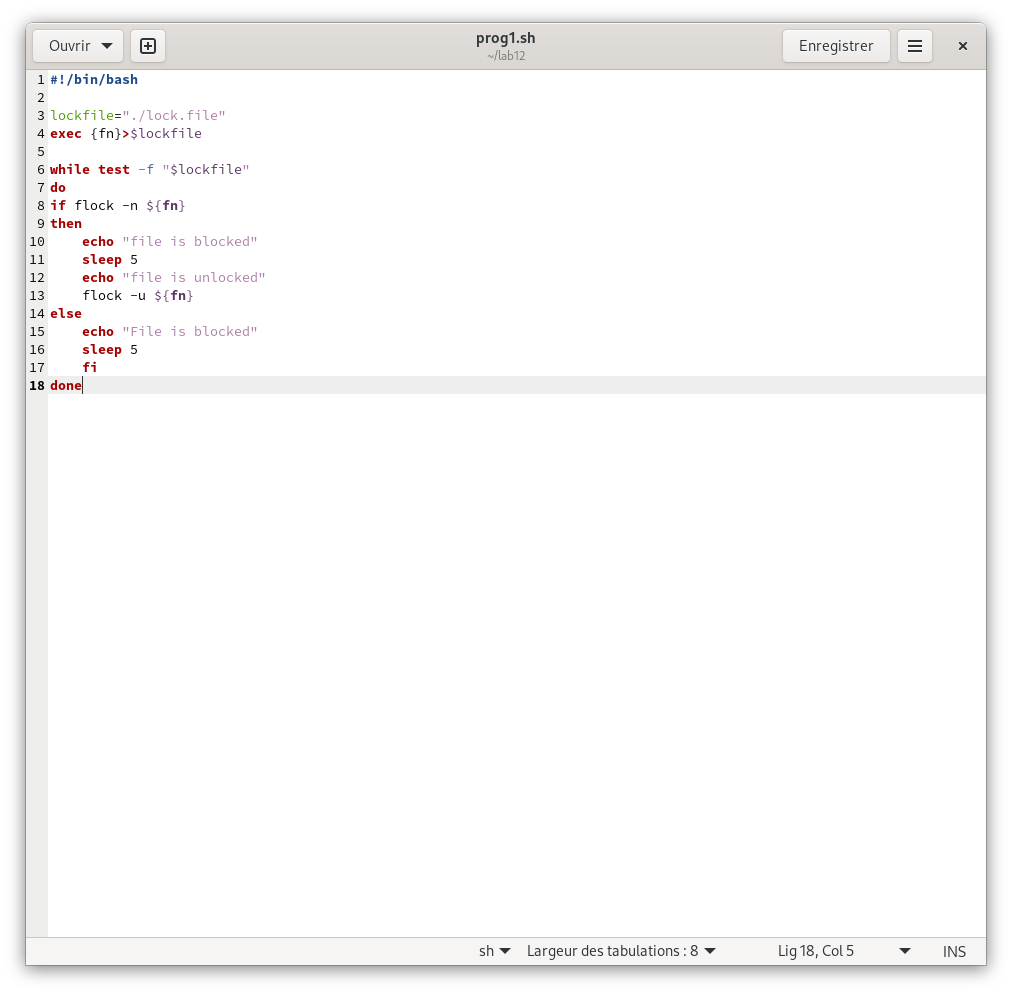 Ouvrir
prog1.sh
~/lab12
Enregistrer
1 #!/bin/bash
2
3 lockfile="./lock.file"
4 exec {fn}>$lockfile
5
6 while test -f "$lockfile"
7 do
8 if flock -n ${fn}
9 then
10     echo "file is blocked"
11     sleep 5
12     echo "file is unlocked"
13     flock -u ${fn}
14 else
15     echo "File is blocked"
16     sleep 5
17     fi
18 done
sh Largeur des tabulations : 8 Lig 18, Col 5 INS